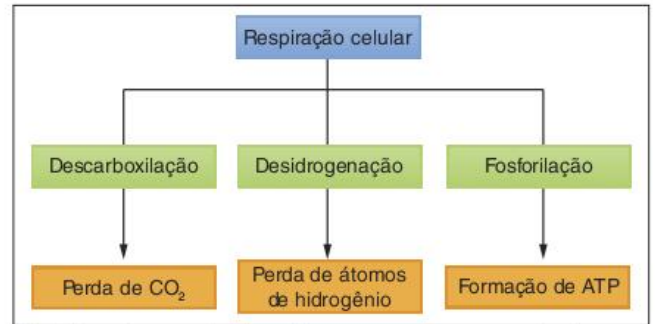 Respiração celular
Descarboxilação
Desidrogenação
Fosforilação
Perda de CO₂
Perda de átomos
de hidrogênio
Formação de ATP